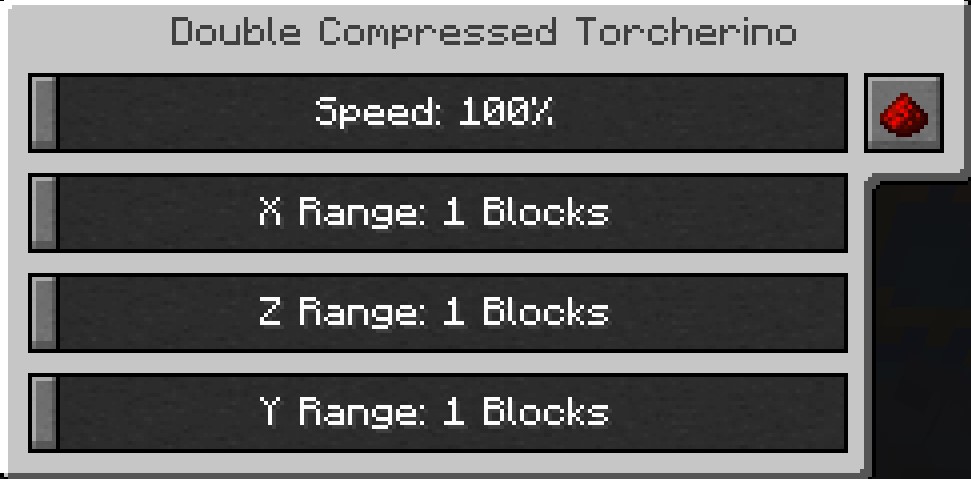 Double Compressed Torcherino
Speed: 100%
X Range: 1 Blocks
Z Range: 1 Blocks
Y Range: 1 Blocks